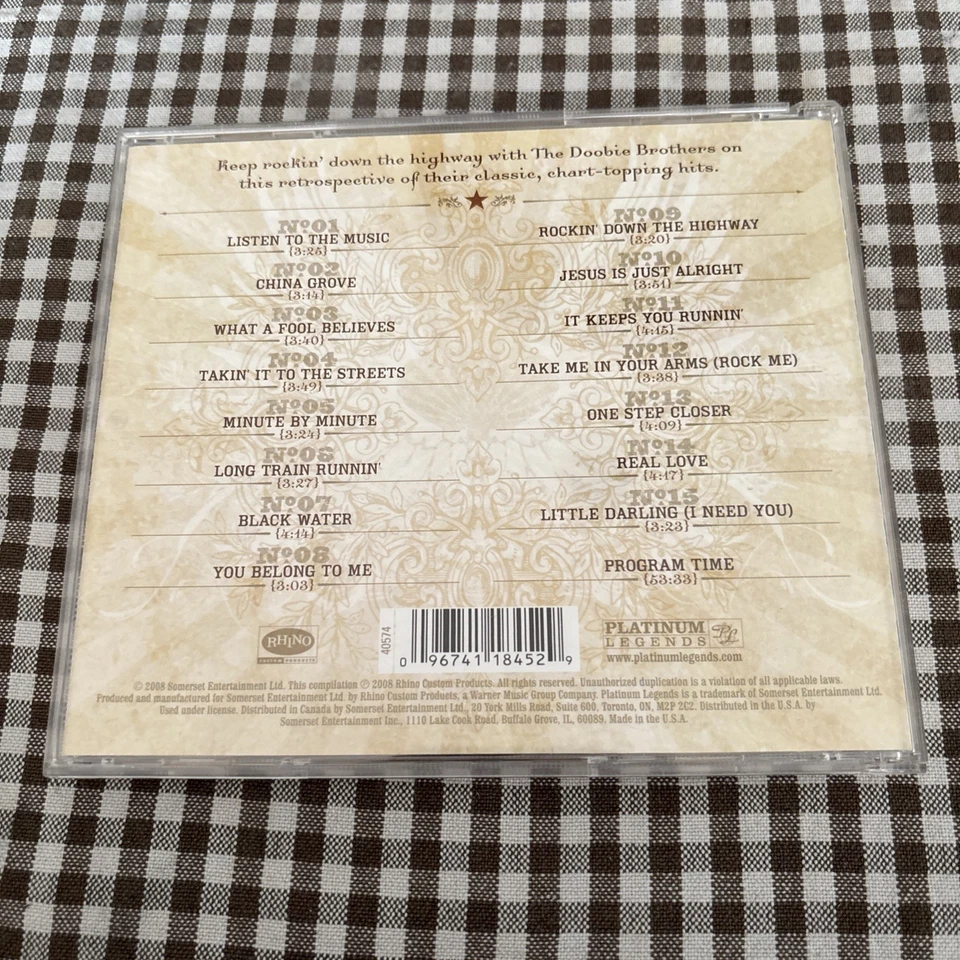 Keep rockin' down the highway with The Doobie Brothers on
this retrospective of their classic, chart-topping hits.
Nº01
LISTEN TO THE MUSIC
{3:25}
Nº02
CHINA GROVE
{3:14}
Nº03
WHAT A FOOL BELIEVES
{3:40}
Nº04
TAKIN' IT TO THE STREETS
{3:49}
Nº05
MINUTE BY MINUTE
{3:24}
Nº06
LONG TRAIN RUNNIN'
{3:27}
Nº07
BLACK WATER
{4:14}
Nº08
YOU BELONG TO ME
{3:03}
Nº09
ROCKIN' DOWN THE HIGHWAY
{3:20}
Nº10
JESUS IS JUST ALRIGHT
{3:51}
Nº11
IT KEEPS YOU RUNNIN'
{4:15}
Nº12
TAKE ME IN YOUR ARMS (ROCK ME)
{3:38}
Nº13
ONE STEP CLOSER
{4:09}
Nº14
REAL LOVE
{4:17}
Nº15
LITTLE DARLING (I NEED YOU)
{3:23}
PROGRAM TIME
{53:33}
RHINO
CUSTOM PRODUCTS
40574
0 96741 18452 9
PLATINUM
LEGENDS PL
www.platinumlegends.com
© 2008 Somerset Entertainment Ltd. This compilation ℗ 2008 Rhino Custom Products. All rights reserved. Unauthorized duplication is a violation of all applicable laws.
Produced and manufactured for Somerset Entertainment Ltd. by Rhino Custom Products, a Warner Music Group Company. Platinum Legends is a trademark of Somerset Entertainment Ltd.
Used under license. Distributed in Canada by Somerset Entertainment Ltd., 20 York Mills Road, Suite 600, Toronto, ON, M2P 2C2. Distributed in the U.S.A. by
Somerset Entertainment Inc., 1110 Lake Cook Road, Buffalo Grove, IL, 60089. Made in the U.S.A.